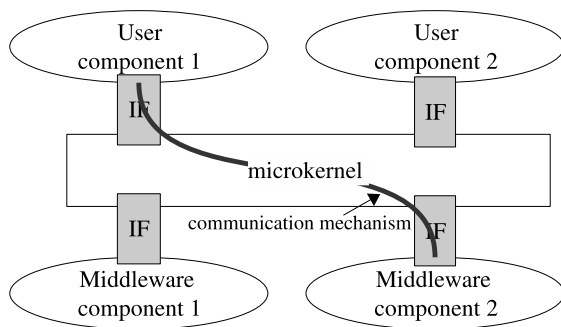 User
component 1
User
component 2
IF
IF
microkernel
communication mechanism
IF
IF
Middleware
component 1
Middleware
component 2